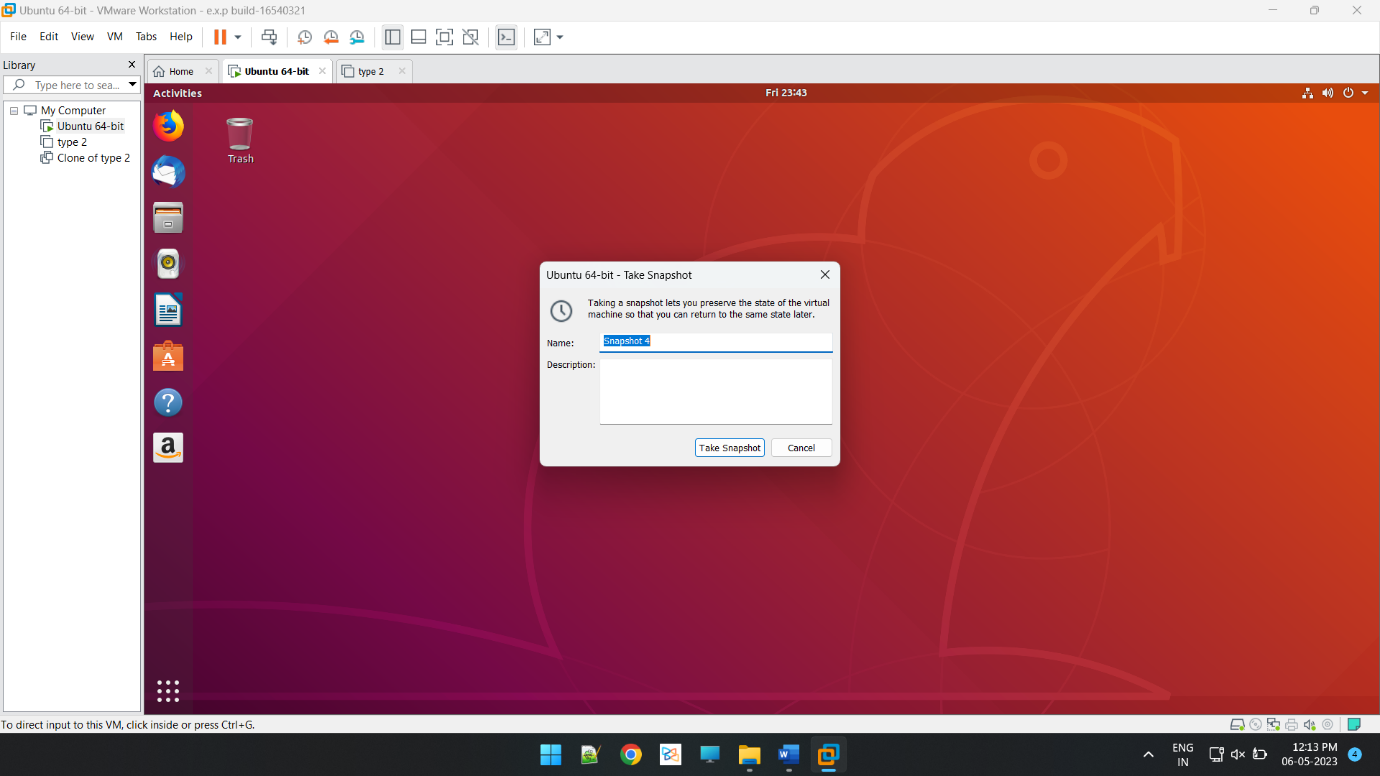 Ubuntu 64-bit - VMware Workstation - e.x.p build-16540321
File Edit View VM Tabs Help
Library
Type here to sea...
My Computer
Ubuntu 64-bit
type 2
Clone of type 2
Home Ubuntu 64-bit type 2
Activities Fri 23:43
Trash
Ubuntu 64-bit - Take Snapshot
Taking a snapshot lets you preserve the state of the virtual
machine so that you can return to the same state later.
Name: Snapshot 4
Description:
Take Snapshot Cancel
To direct input to this VM, click inside or press Ctrl+G.
ENG
IN
12:13 PM
06-05-2023
4